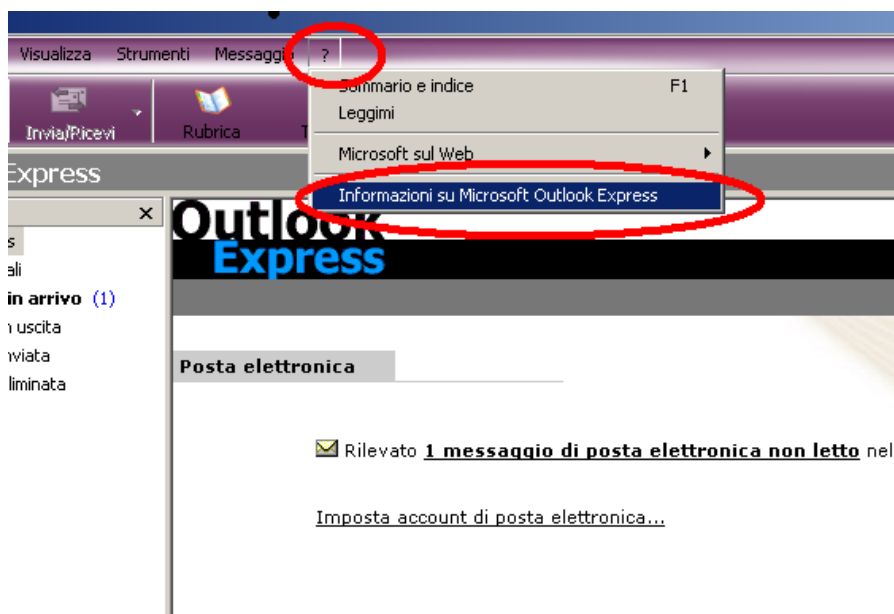 Visualizza Strumenti Messaggio ?
Sommario e indice F1
Leggimi
Invia/Ricevi Rubrica
Microsoft sul Web
Express
Informazioni su Microsoft Outlook Express
Outlook
Express
s
ali
in arrivo (1)
uscita
nviata
liminata
Posta elettronica
Rilevato 1 messaggio di posta elettronica non letto nel
Imposta account di posta elettronica...